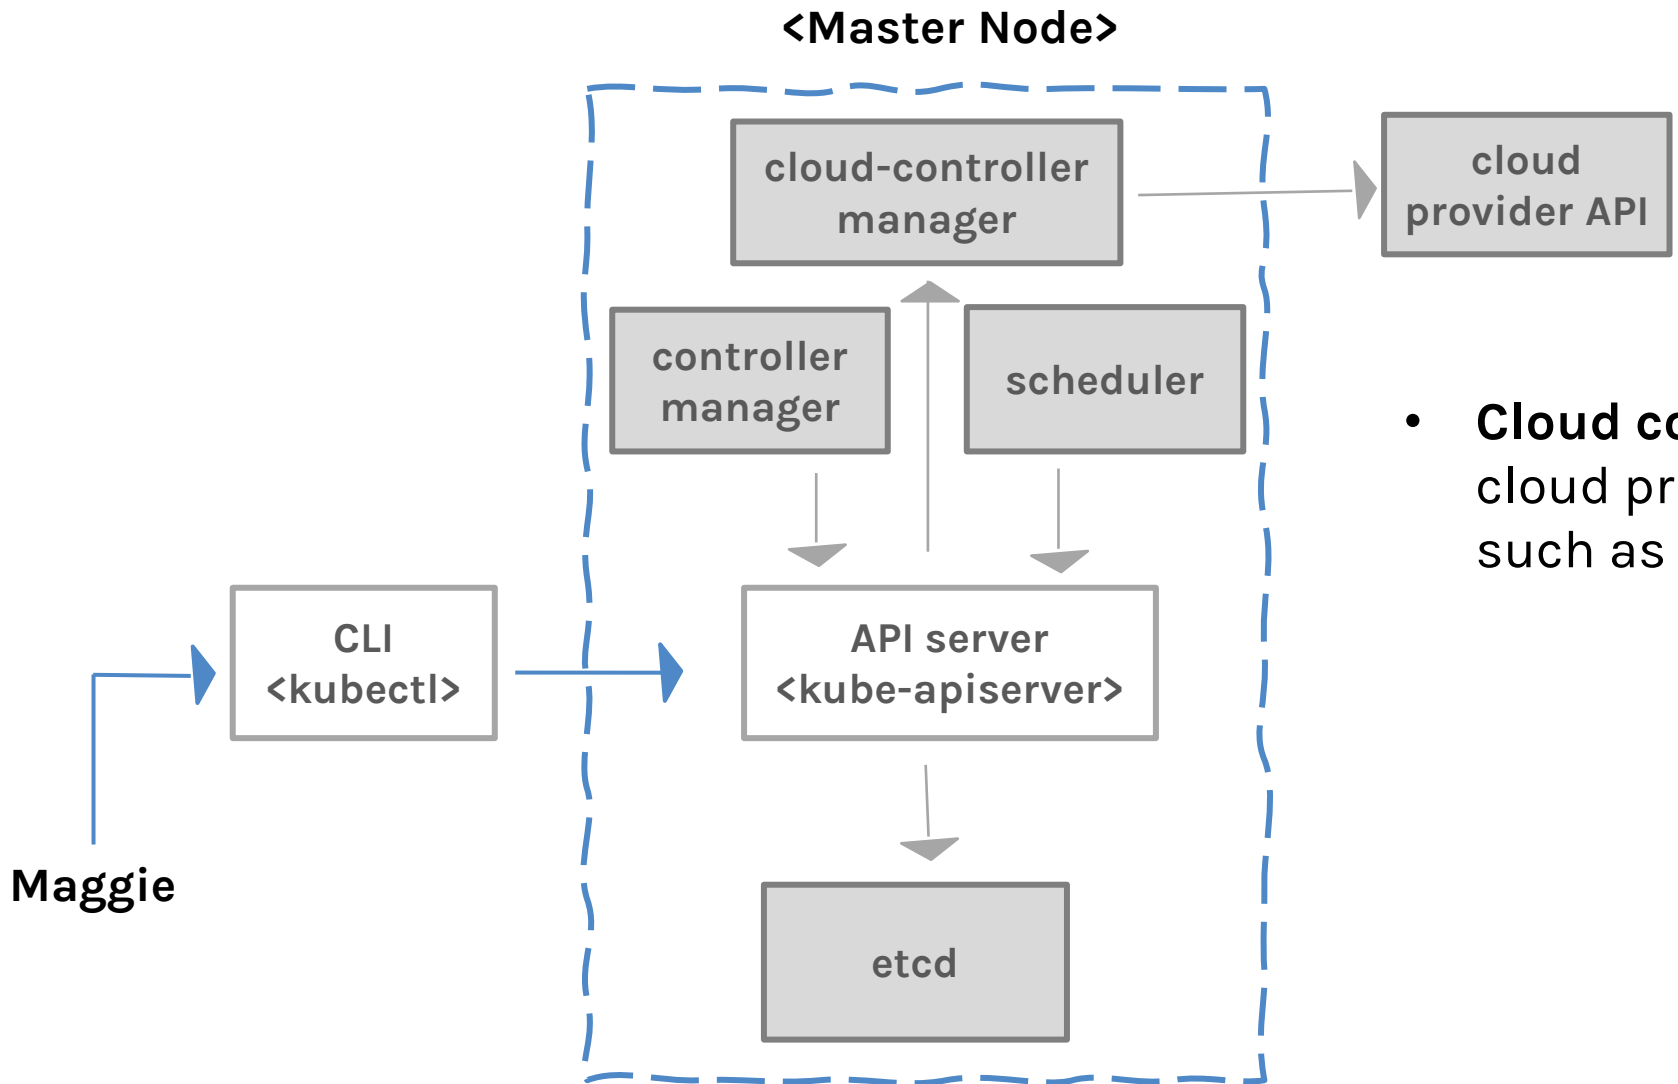 <Master Node>
cloud-controller
manager
cloud
provider API
controller
manager
scheduler
• Cloud
cloud
such as
CLI
<kubectl>
API server
<kube-apiserver>
Maggie
etcd